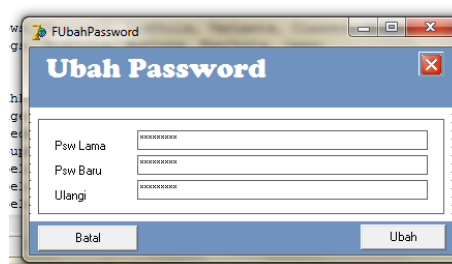 FUbahPassword
Ubah Password
Psw Lama *********
Psw Baru *********
Ulangi *********
Batal Ubah